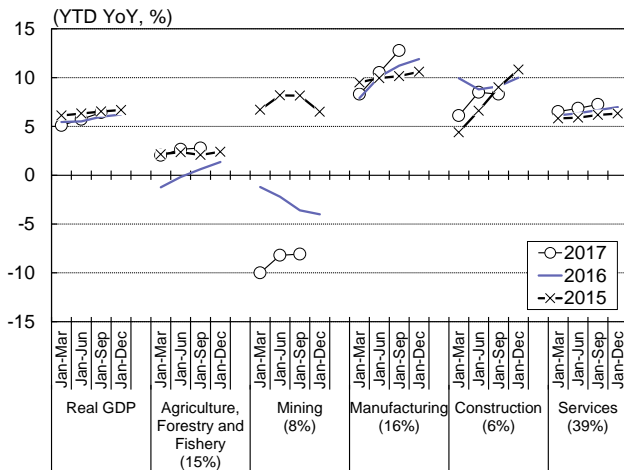 (YTD YoY, %)
15
10
5
0
-5
-10
-15
2017
2016
2015
Jan-Mar
Jan-Jun
Jan-Sep
Jan-Dec
Jan-Mar
Jan-Jun
Jan-Sep
Jan-Dec
Jan-Mar
Jan-Jun
Jan-Sep
Jan-Dec
Jan-Mar
Jan-Jun
Jan-Sep
Jan-Dec
Jan-Mar
Jan-Jun
Jan-Sep
Jan-Dec
Jan-Mar
Jan-Jun
Jan-Sep
Jan-Dec
Real GDP
Agriculture,
Forestry and
Fishery
(15%)
Mining
(8%)
Manufacturing
(16%)
Construction
(6%)
Services
(39%)